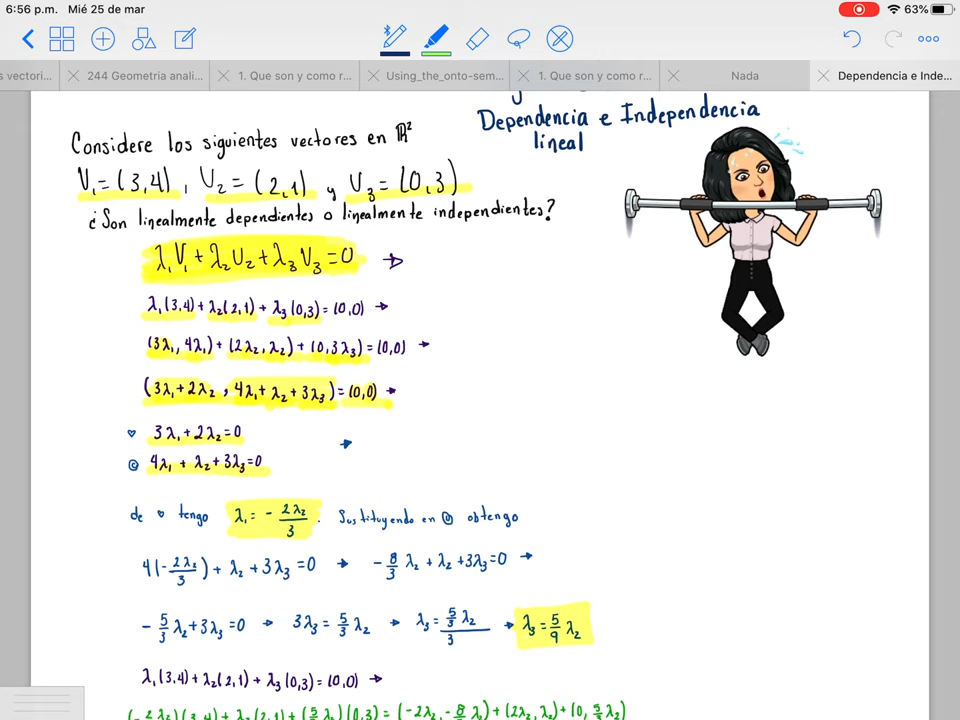 6:56 p.m. Mié 25 de mar
63%
s vectori...
244 Geometria anali...
1. Que son y como r...
Using_the_onto-sem...
1. Que son y como r...
Nada
Dependencia e Inde...
Dependencia e Independencia
lineal
Considere los siguientes vectores en ℝ²
V₁=(3,4), U₂=(2,1) y U₃=(0,3)
¿Son linealmente dependientes o linealmente independientes?
λ₁V₁+λ₂U₂+λ₃V₃=0 →
λ₁(3,4)+λ₂(2,1)+λ₃(0,3)=(0,0) →
(3λ₁,4λ₁)+(2λ₂,λ₂)+(0,3λ₃)=(0,0) →
(3λ₁+2λ₂, 4λ₁+λ₂+3λ₃)=(0,0) →
♡ 3λ₁+2λ₂=0 →
@ 4λ₁+λ₂+3λ₃=0
de ♡ tengo λ₁=-2λ₂/3. Sustituyendo en @ obtengo
4(-2λ₂/3)+λ₂+3λ₃=0 → -8/3 λ₂+λ₂+3λ₃=0 →
-5/3 λ₂+3λ₃=0 → 3λ₃=5/3 λ₂ → λ₃=5/3 λ₂/3 → λ₃=5/9 λ₂
λ₁(3,4)+λ₂(2,1)+λ₃(0,3)=(0,0) →